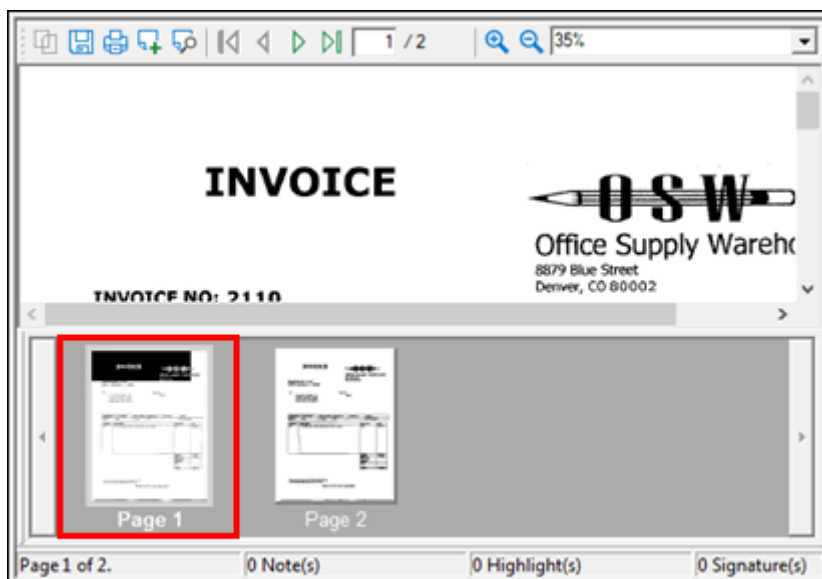 1 / 2 35%
INVOICE
OSW
Office Supply Wareho
8879 Blue Street
Denver, CO 80002
INVOICE NO: 2110
Page 1 Page 2
Page 1 of 2. 0 Note(s) 0 Highlight(s) 0 Signature(s)